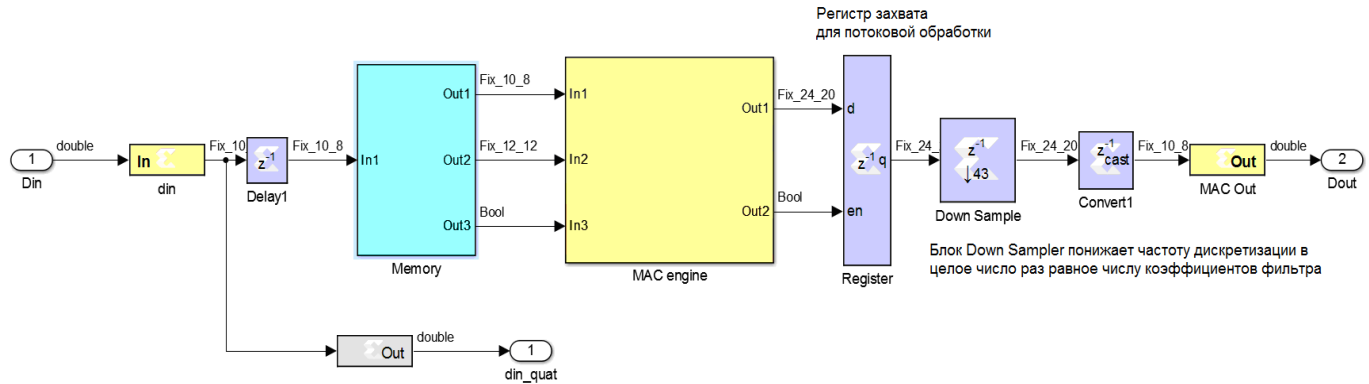 Регистр захвата
для потоковой обработки
1
Din
double
In
din
Fix_10_
z-1
Delay1
Fix_10_8
In1
Out1
Out2
Out3
Memory
Fix_10_8
Fix_12_12
Bool
In1
In2
In3
Out1
Out2
MAC engine
Fix_24_20
Bool
d
z-1 q
en
Register
Fix_24_
z-1
↓43
Down Sample
Fix_24_20
z-1
cast
Convert1
Fix_10_8
Out
MAC Out
double
2
Dout
Блок Down Sampler понижает частоту дискретизации в
целое число раз равное числу коэффициентов фильтра
Out
double
1
din_quat